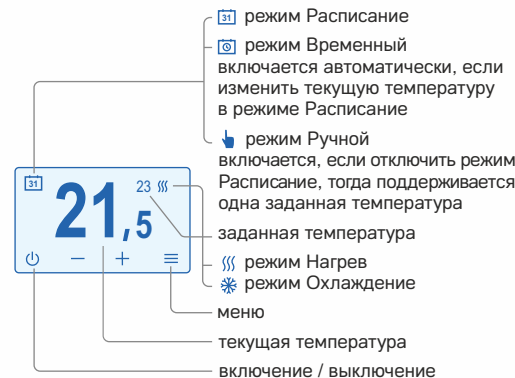 31 режим Расписание
режим Временный
включается автоматически, если
изменить текущую температуру
в режиме Расписание
режим Ручной
включается, если отключить режим
Расписание, тогда поддерживается
одна заданная температура
31
23
21,5
заданная температура
режим Нагрев
режим Охлаждение
меню
текущая температура
включение / выключение